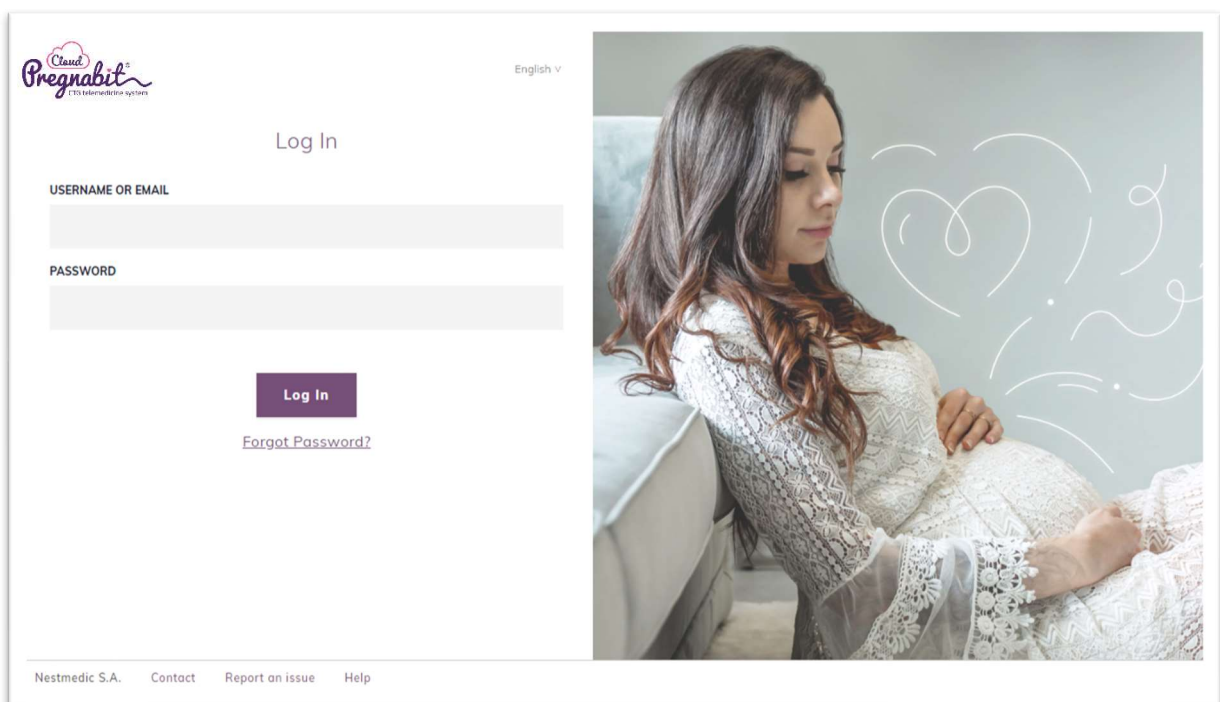 Cloud
Pregnabit®
CTG telemedicine system
English
Log In
USERNAME OR EMAIL
PASSWORD
Log In
Forgot Password?
Nestmedic S.A. Contact Report an issue Help